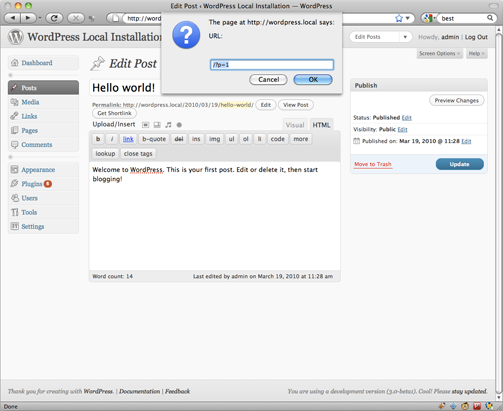 Edit Post ‹ WordPress Local Installation — WordPress
http://wordpress.local
best
The page at http://wordpress.local says:
URL:
//?p=1
Cancel
OK
WordPress Local Installation
Edit Posts
Howdy, admin | Log Out
Screen Options
Help
Dashboard
Posts
Media
Links
Pages
Comments
Appearance
Plugins
Users
Tools
Settings
Edit Post
Hello world!
Permalink: http://wordpress.local/2010/03/19/hello-world/ Edit View Post
Get Shortlink
Upload/Insert
Visual HTML
b i link b-quote del ins img ul ol li code more
lookup close tags
Welcome to WordPress. This is your first post. Edit or delete it, then start
blogging!
Word count: 14
Last edited by admin on March 19, 2010 at 11:28 am
Publish
Preview Changes
Status: Published Edit
Visibility: Public Edit
Published on: Mar 19, 2010 @ 11:28 Edit
Move to Trash
Update
Thank you for creating with WordPress. | Documentation | Feedback
You are using a development version (3.0-beta1). Cool! Please stay updated.
Done